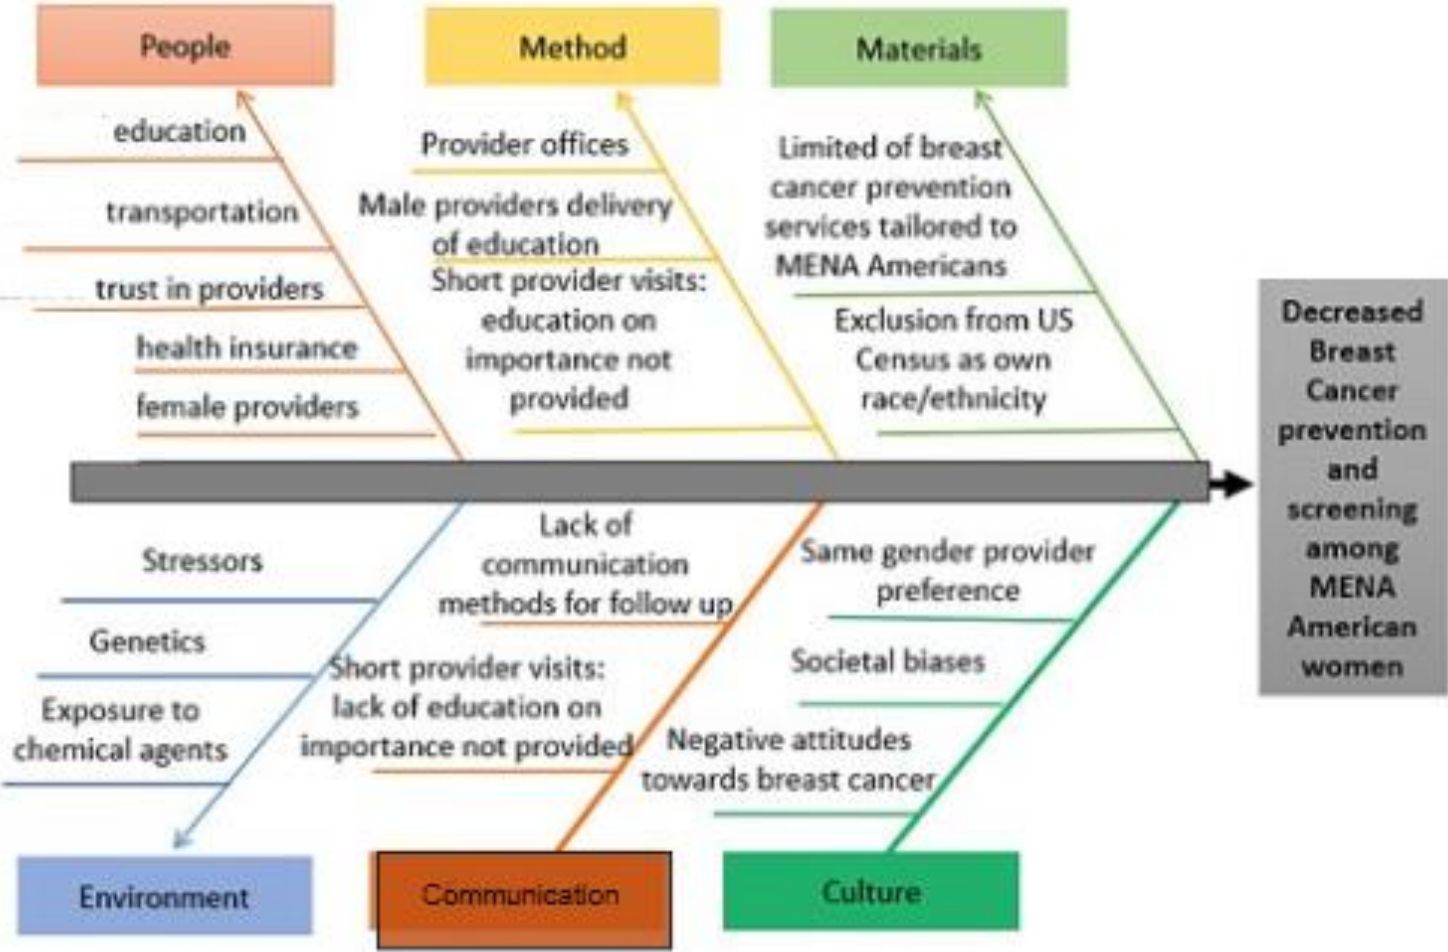 People
education
transportation
trust in providers
health insurance
female providers
Method
Provider offices
Male providers delivery
of education
Short provider visits:
education on
importance not
provided
Materials
Limited of breast
cancer prevention
services tailored to
MENA Americans
Exclusion from US
Census as own
race/ethnicity
Decreased
Breast
Cancer
prevention
and
screening
among
MENA
American
women
Stressors
Genetics
Exposure to
chemical agents
Environment
Lack of
communication
methods for follow up
Short provider visits:
lack of education on
importance not provided
Communication
Same gender provider
preference
Societal biases
Negative attitudes
towards breast cancer
Culture